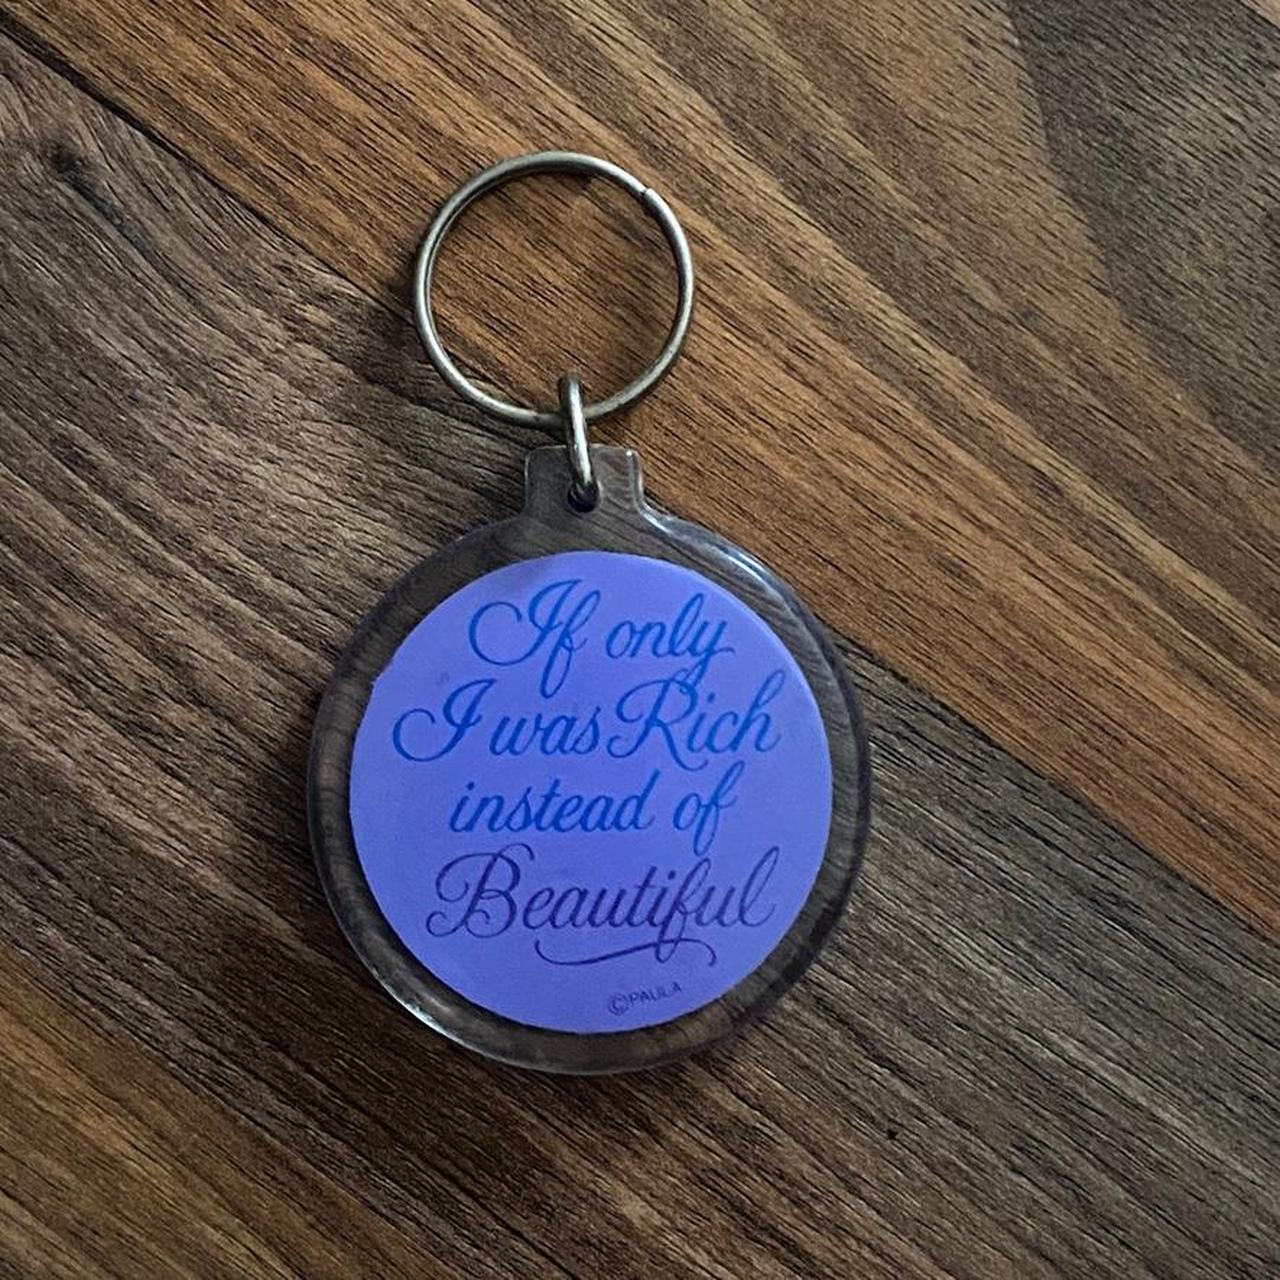 If only
I was Rich
instead of
Beautiful
©PAULA